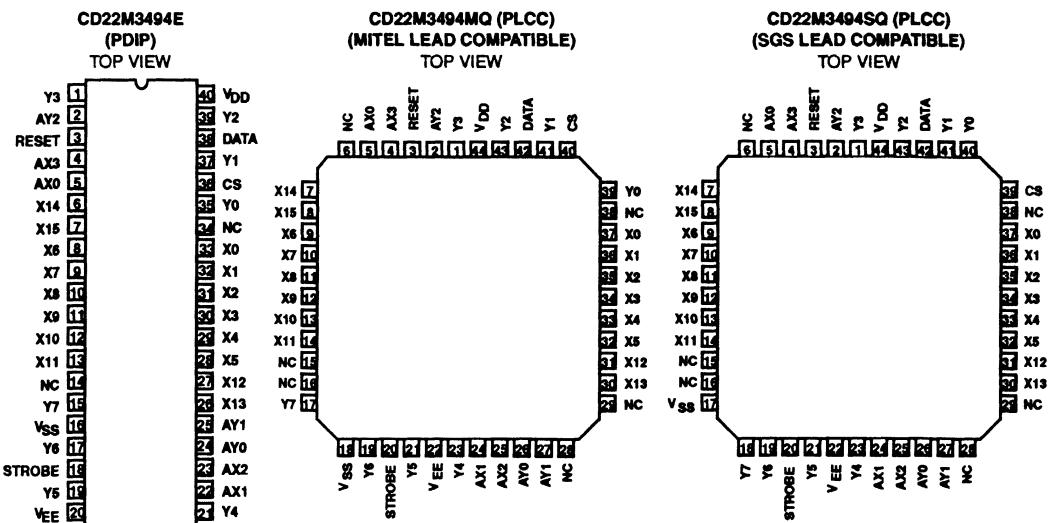 CD22M3494E
(PDIP)
TOP VIEW
Y3 1
AY2 2
RESET 3
AX3 4
AX0 5
X14 6
X15 7
X6 8
X7 9
X8 10
X9 11
X10 12
X11 13
NC 14
Y7 15
VSS 16
Y6 17
STROBE 18
Y5 19
VEE 20
40 VDD
39 Y2
38 DATA
37 Y1
36 CS
35 Y0
34 NC
33 X0
32 X1
31 X2
30 X3
29 X4
28 X5
27 X12
26 X13
25 AY1
24 AY0
23 AX2
22 AX1
21 Y4
CD22M3494MQ (PLCC)
(MITEL LEAD COMPATIBLE)
TOP VIEW
NC AX0 AX3 RESET AY2 Y3 VDD Y2 DATA Y1 CS
6 5 4 3 2 1 44 43 42 41 40
X14 7
X15 8
X6 9
X7 10
X8 11
X9 12
X10 13
X11 14
NC 15
NC 16
Y7 17
39 Y0
38 NC
37 X0
36 X1
35 X2
34 X3
33 X4
32 X5
31 X12
30 X13
29 NC
18 19 20 21 22 23 24 25 26 27 28
VSS Y6 STROBE Y5 VEE Y4 AX1 AX2 AY0 AY1 NC
CD22M3494SQ (PLCC)
(SGS LEAD COMPATIBLE)
TOP VIEW
NC AX0 AX3 RESET AY2 Y3 VDD Y2 DATA Y1 Y0
6 5 4 3 2 1 44 43 42 41 40
X14 7
X15 8
X6 9
X7 10
X8 11
X9 12
X10 13
X11 14
NC 15
NC 16
VSS 17
39 CS
38 NC
37 X0
36 X1
35 X2
34 X3
33 X4
32 X5
31 X12
30 X13
29 NC
18 19 20 21 22 23 24 25 26 27 28
Y7 Y6 STROBE Y5 VEE Y4 AX1 AX2 AY0 AY1 NC